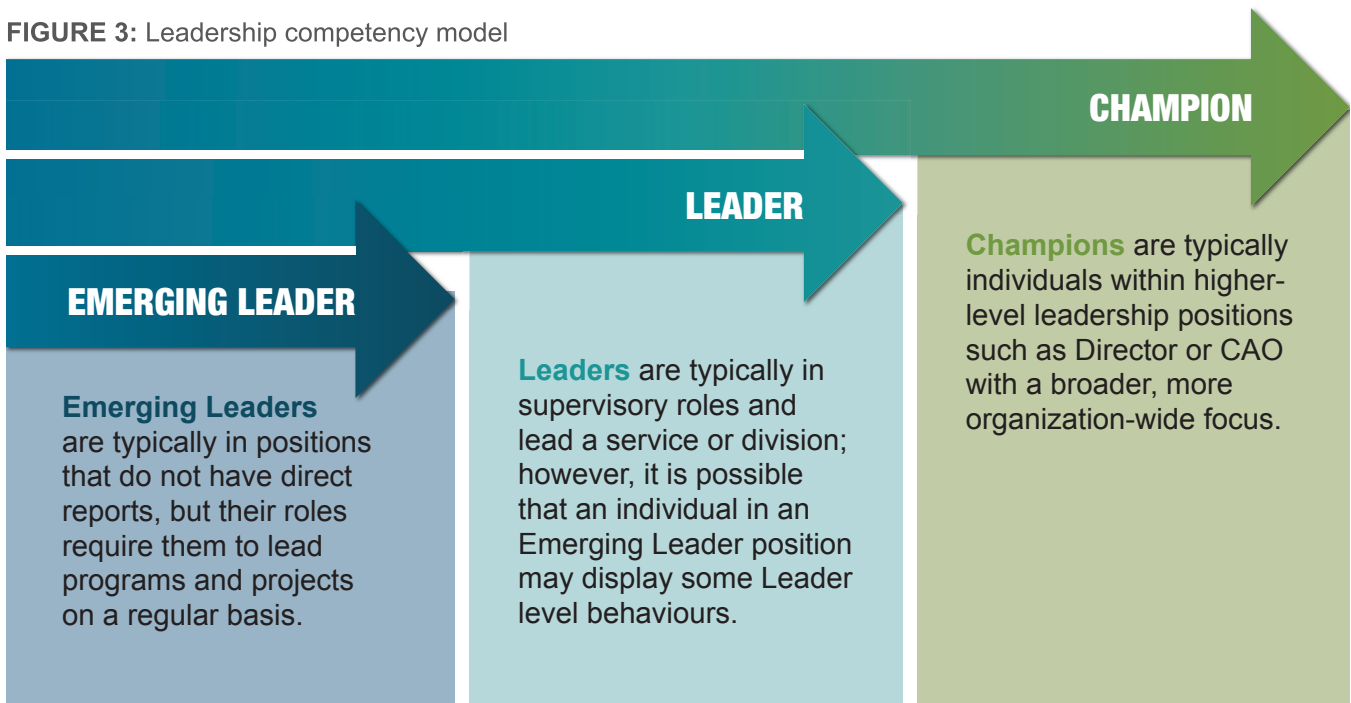 FIGURE 3: Leadership competency model
CHAMPION
LEADER
EMERGING LEADER
Emerging Leaders
are typically in positions
that do not have direct
reports, but their roles
require them to lead
programs and projects
on a regular basis.
Leaders are typically in
supervisory roles and
lead a service or division;
however, it is possible
that an individual in an
Emerging Leader position
may display some Leader
level behaviours.
Champions are typically
individuals within higher-
level leadership positions
such as Director or CAO
with a broader, more
organization-wide focus.